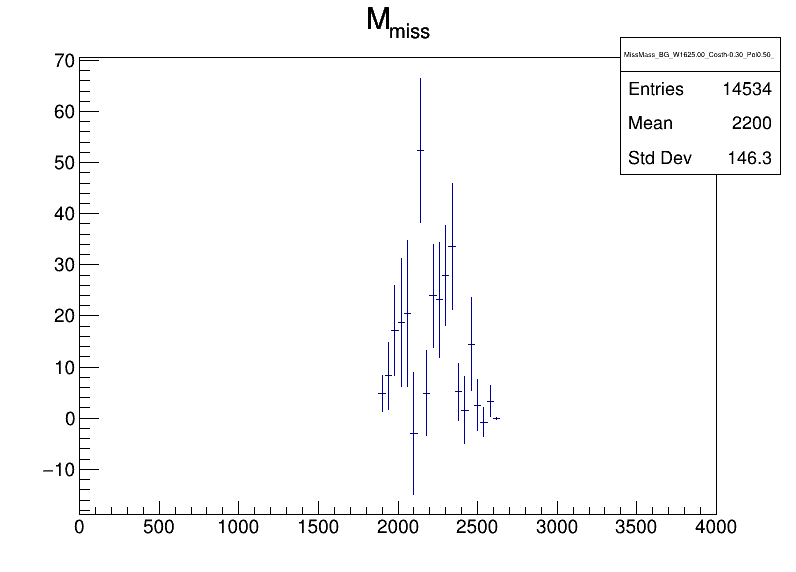 M_miss
MissMass_BG_W1625.00_Costh-0.30_Pol0.50_
Entries 14534
Mean 2200
Std Dev 146.3
70
60
50
40
30
20
10
0
−10
0 500 1000 1500 2000 2500 3000 3500 4000